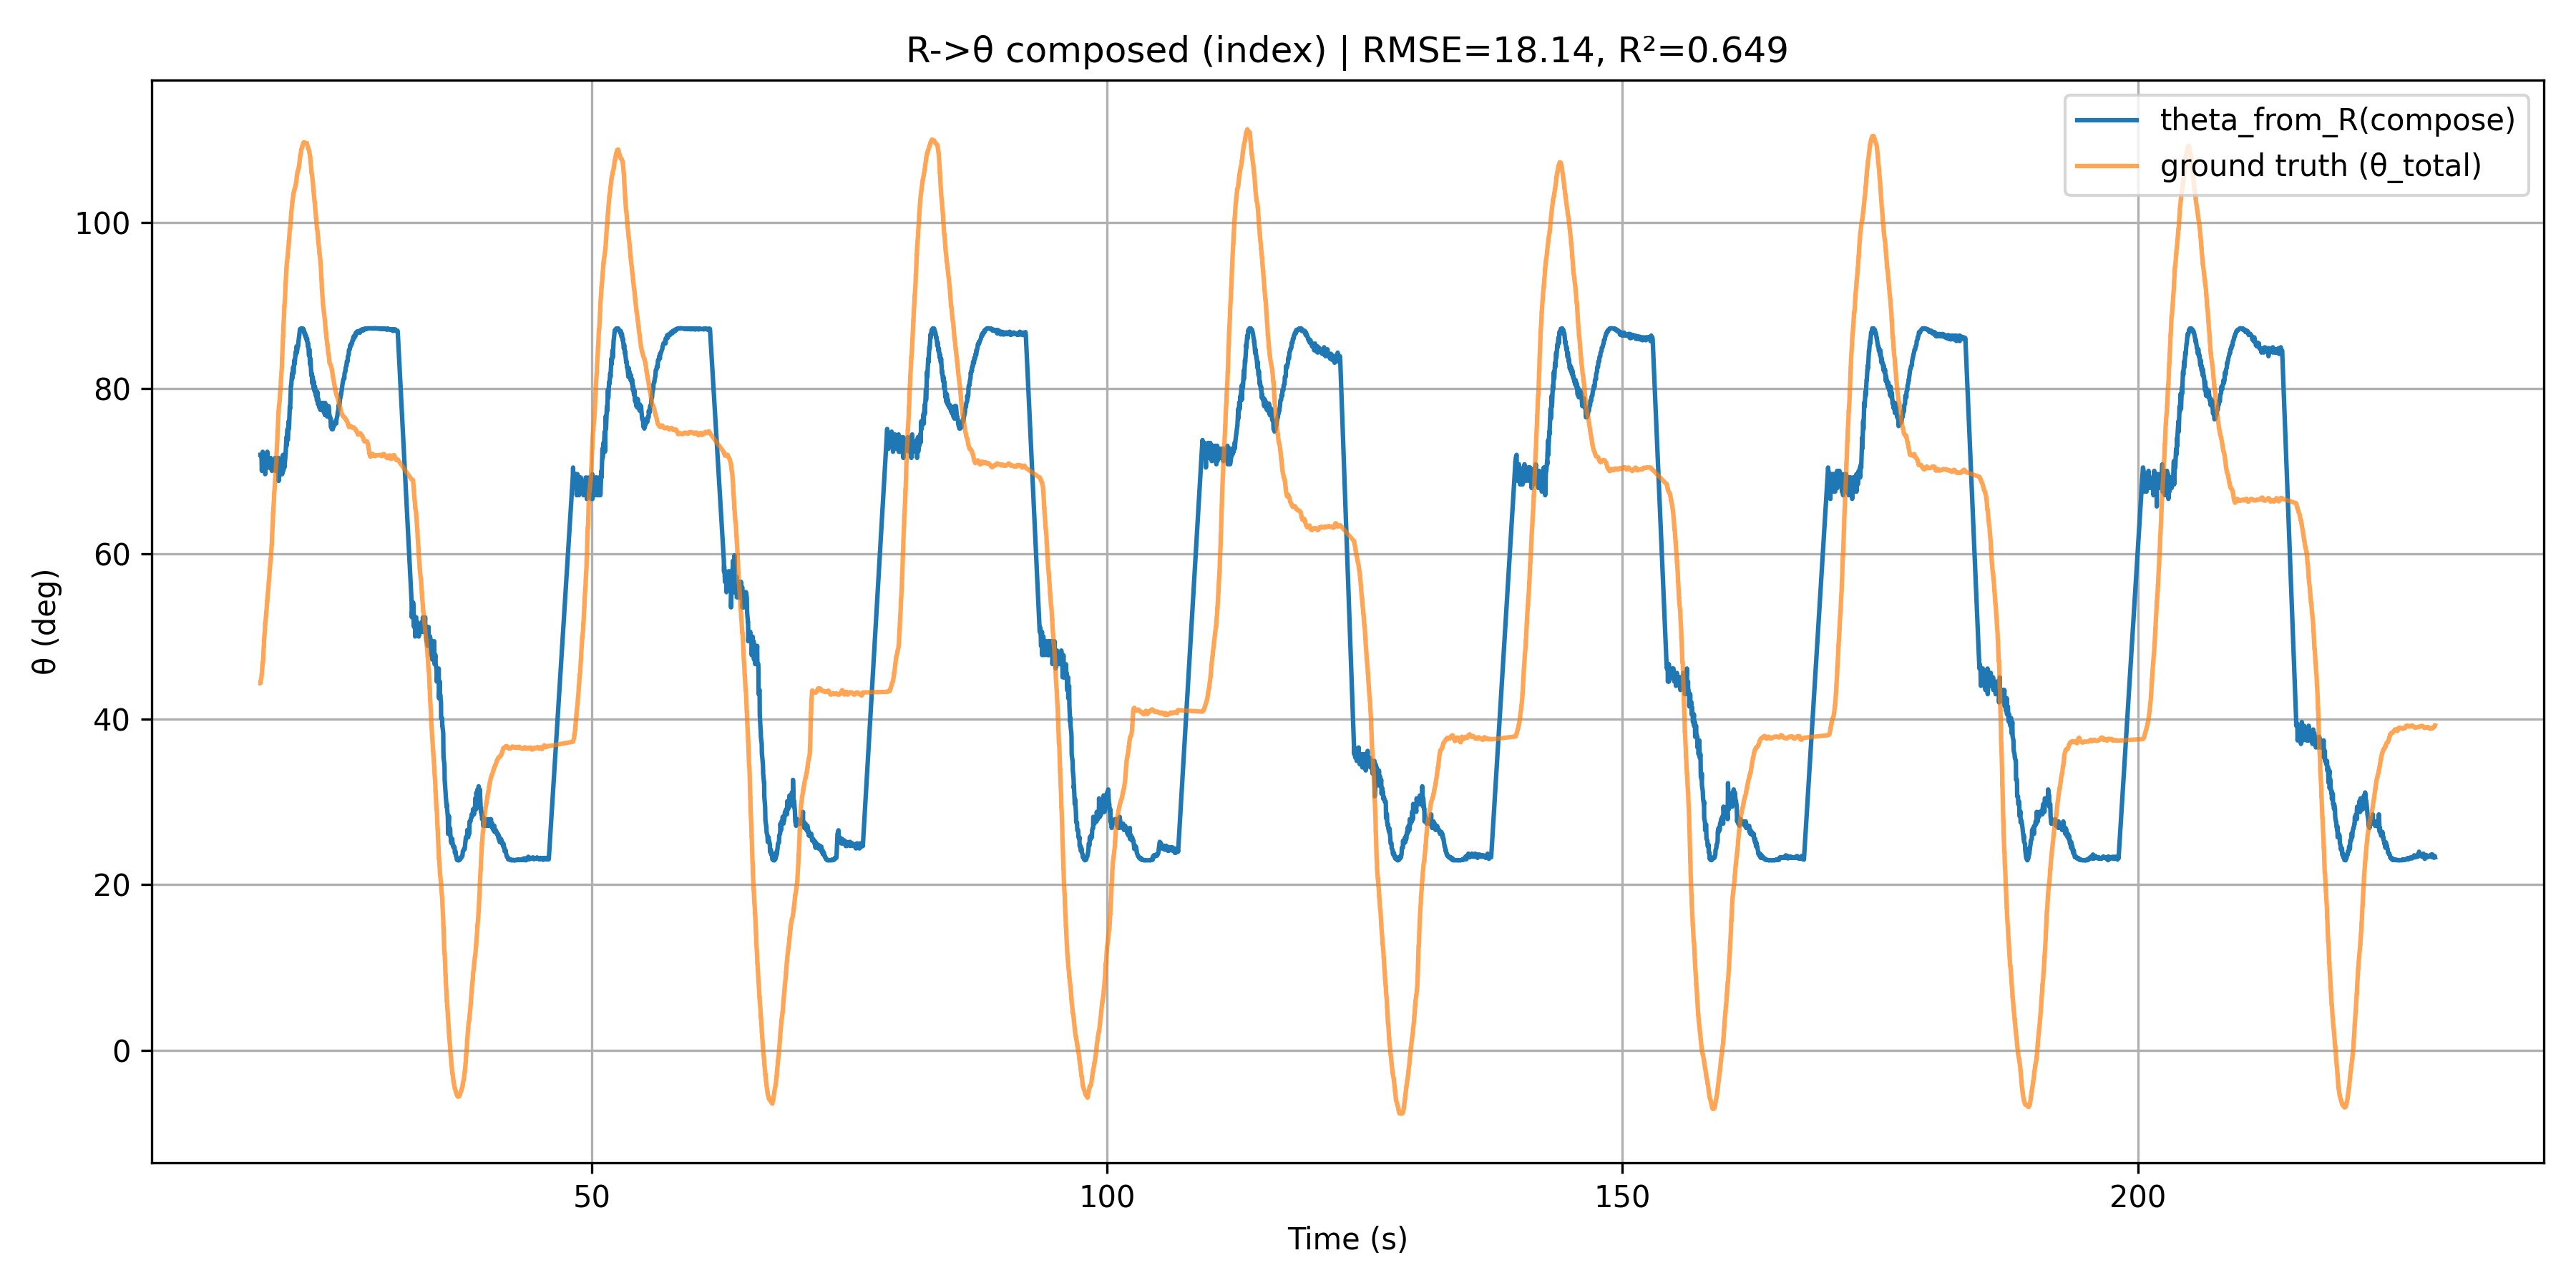 R->θ composed (index) | RMSE=18.14, R²=0.649
theta_from_R(compose)
ground truth (θ_total)
θ (deg)
100
80
60
40
20
0
50
100
150
200
Time (s)